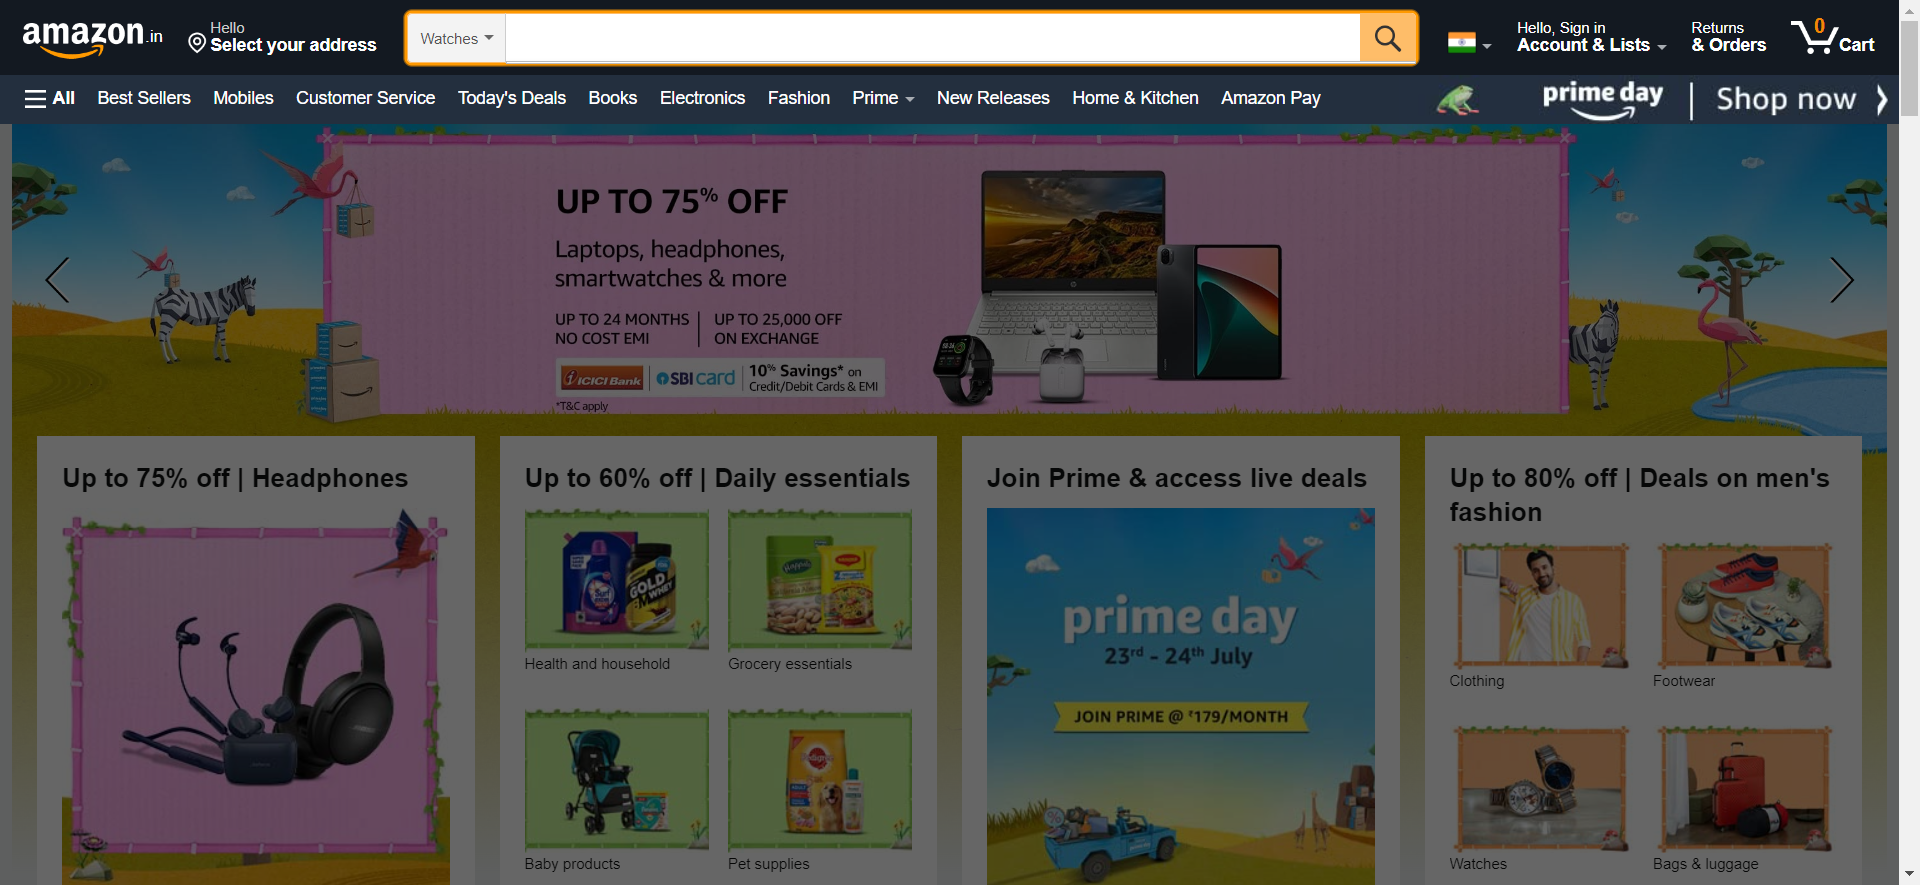 amazon.in
Hello
Select your address
Watches
Hello, Sign in
Account & Lists
Returns
& Orders
0
Cart
All
Best Sellers
Mobiles
Customer Service
Today's Deals
Books
Electronics
Fashion
Prime
New Releases
Home & Kitchen
Amazon Pay
prime day
Shop now
UP TO 75% OFF
Laptops, headphones,
smartwatches & more
UP TO 24 MONTHS
NO COST EMI
UP TO 25,000 OFF
ON EXCHANGE
ICICI Bank
SBI card
10% Savings* on
Credit/Debit Cards & EMI
*T&C apply
Up to 75% off | Headphones
Up to 60% off | Daily essentials
GOLD
WHEY
Surf
Health and household
Grocery essentials
Baby products
Pedigree
Pet supplies
Join Prime & access live deals
prime day
23rd - 24th July
JOIN PRIME @ ₹179/MONTH
Up to 80% off | Deals on men's
fashion
Clothing
Footwear
Watches
Bags & luggage